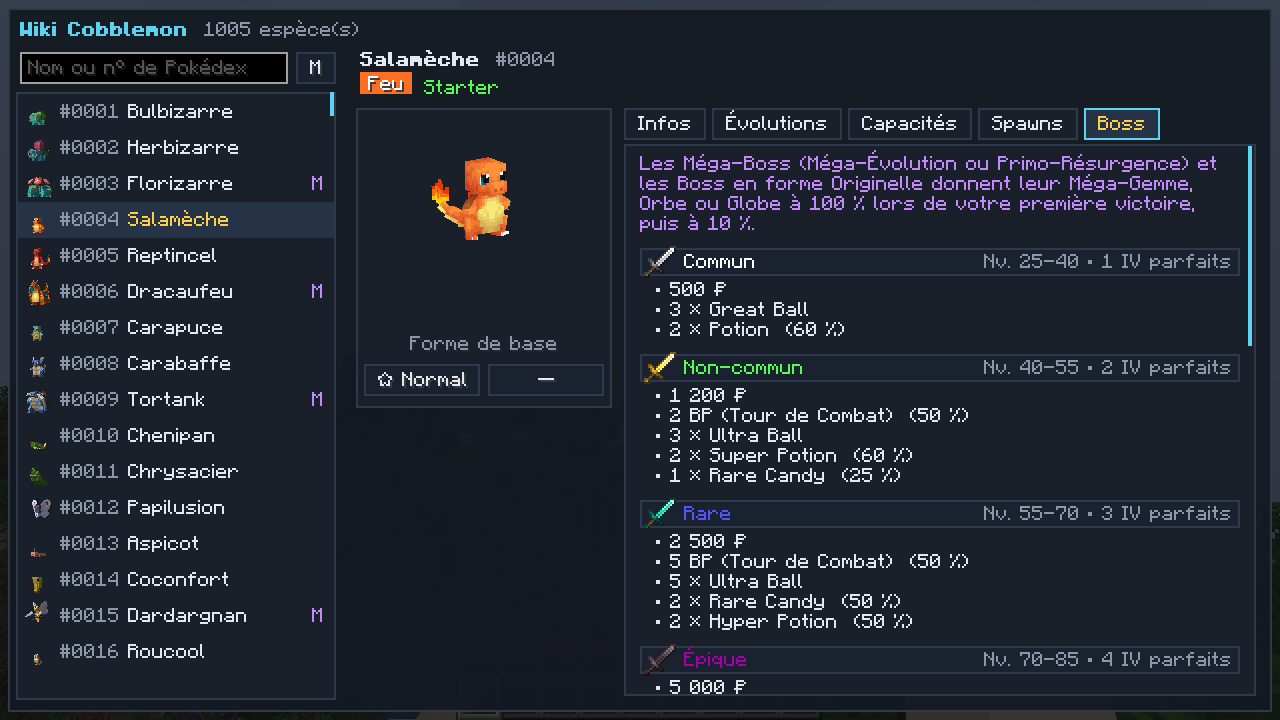 Wiki Cobblemon 1005 espèce(s)
Nom ou n° de Pokédex
M
#0001 Bulbizarre
#0002 Herbizarre
#0003 Florizarre M
#0004 Salamèche
#0005 Reptincel
#0006 Dracaufeu M
#0007 Carapuce
#0008 Carabaffe
#0009 Tortank M
#0010 Chenipan
#0011 Chrysacier
#0012 Papilusion
#0013 Aspicot
#0014 Coconfort
#0015 Dardargnan M
#0016 Roucool
Salamèche #0004
Feu Starter
Forme de base
☆ Normal
—
Infos Évolutions Capacités Spawns Boss
Les Méga-Boss (Méga-Évolution ou Primo-Résurgence) et
les Boss en forme Originelle donnent leur Méga-Gemme,
Orbe ou Globe à 100 % lors de votre première victoire,
puis à 10 %.
Commun Nv. 25-40 • 1 IV parfaits
• 500 ₽
• 3 × Great Ball
• 2 × Potion (60 %)
Non-commun Nv. 40-55 • 2 IV parfaits
• 1 200 ₽
• 2 BP (Tour de Combat) (50 %)
• 3 × Ultra Ball
• 2 × Super Potion (60 %)
• 1 × Rare Candy (25 %)
Rare Nv. 55-70 • 3 IV parfaits
• 2 500 ₽
• 5 BP (Tour de Combat) (50 %)
• 5 × Ultra Ball
• 2 × Rare Candy (50 %)
• 2 × Hyper Potion (50 %)
Épique Nv. 70-85 • 4 IV parfaits
• 5 000 ₽